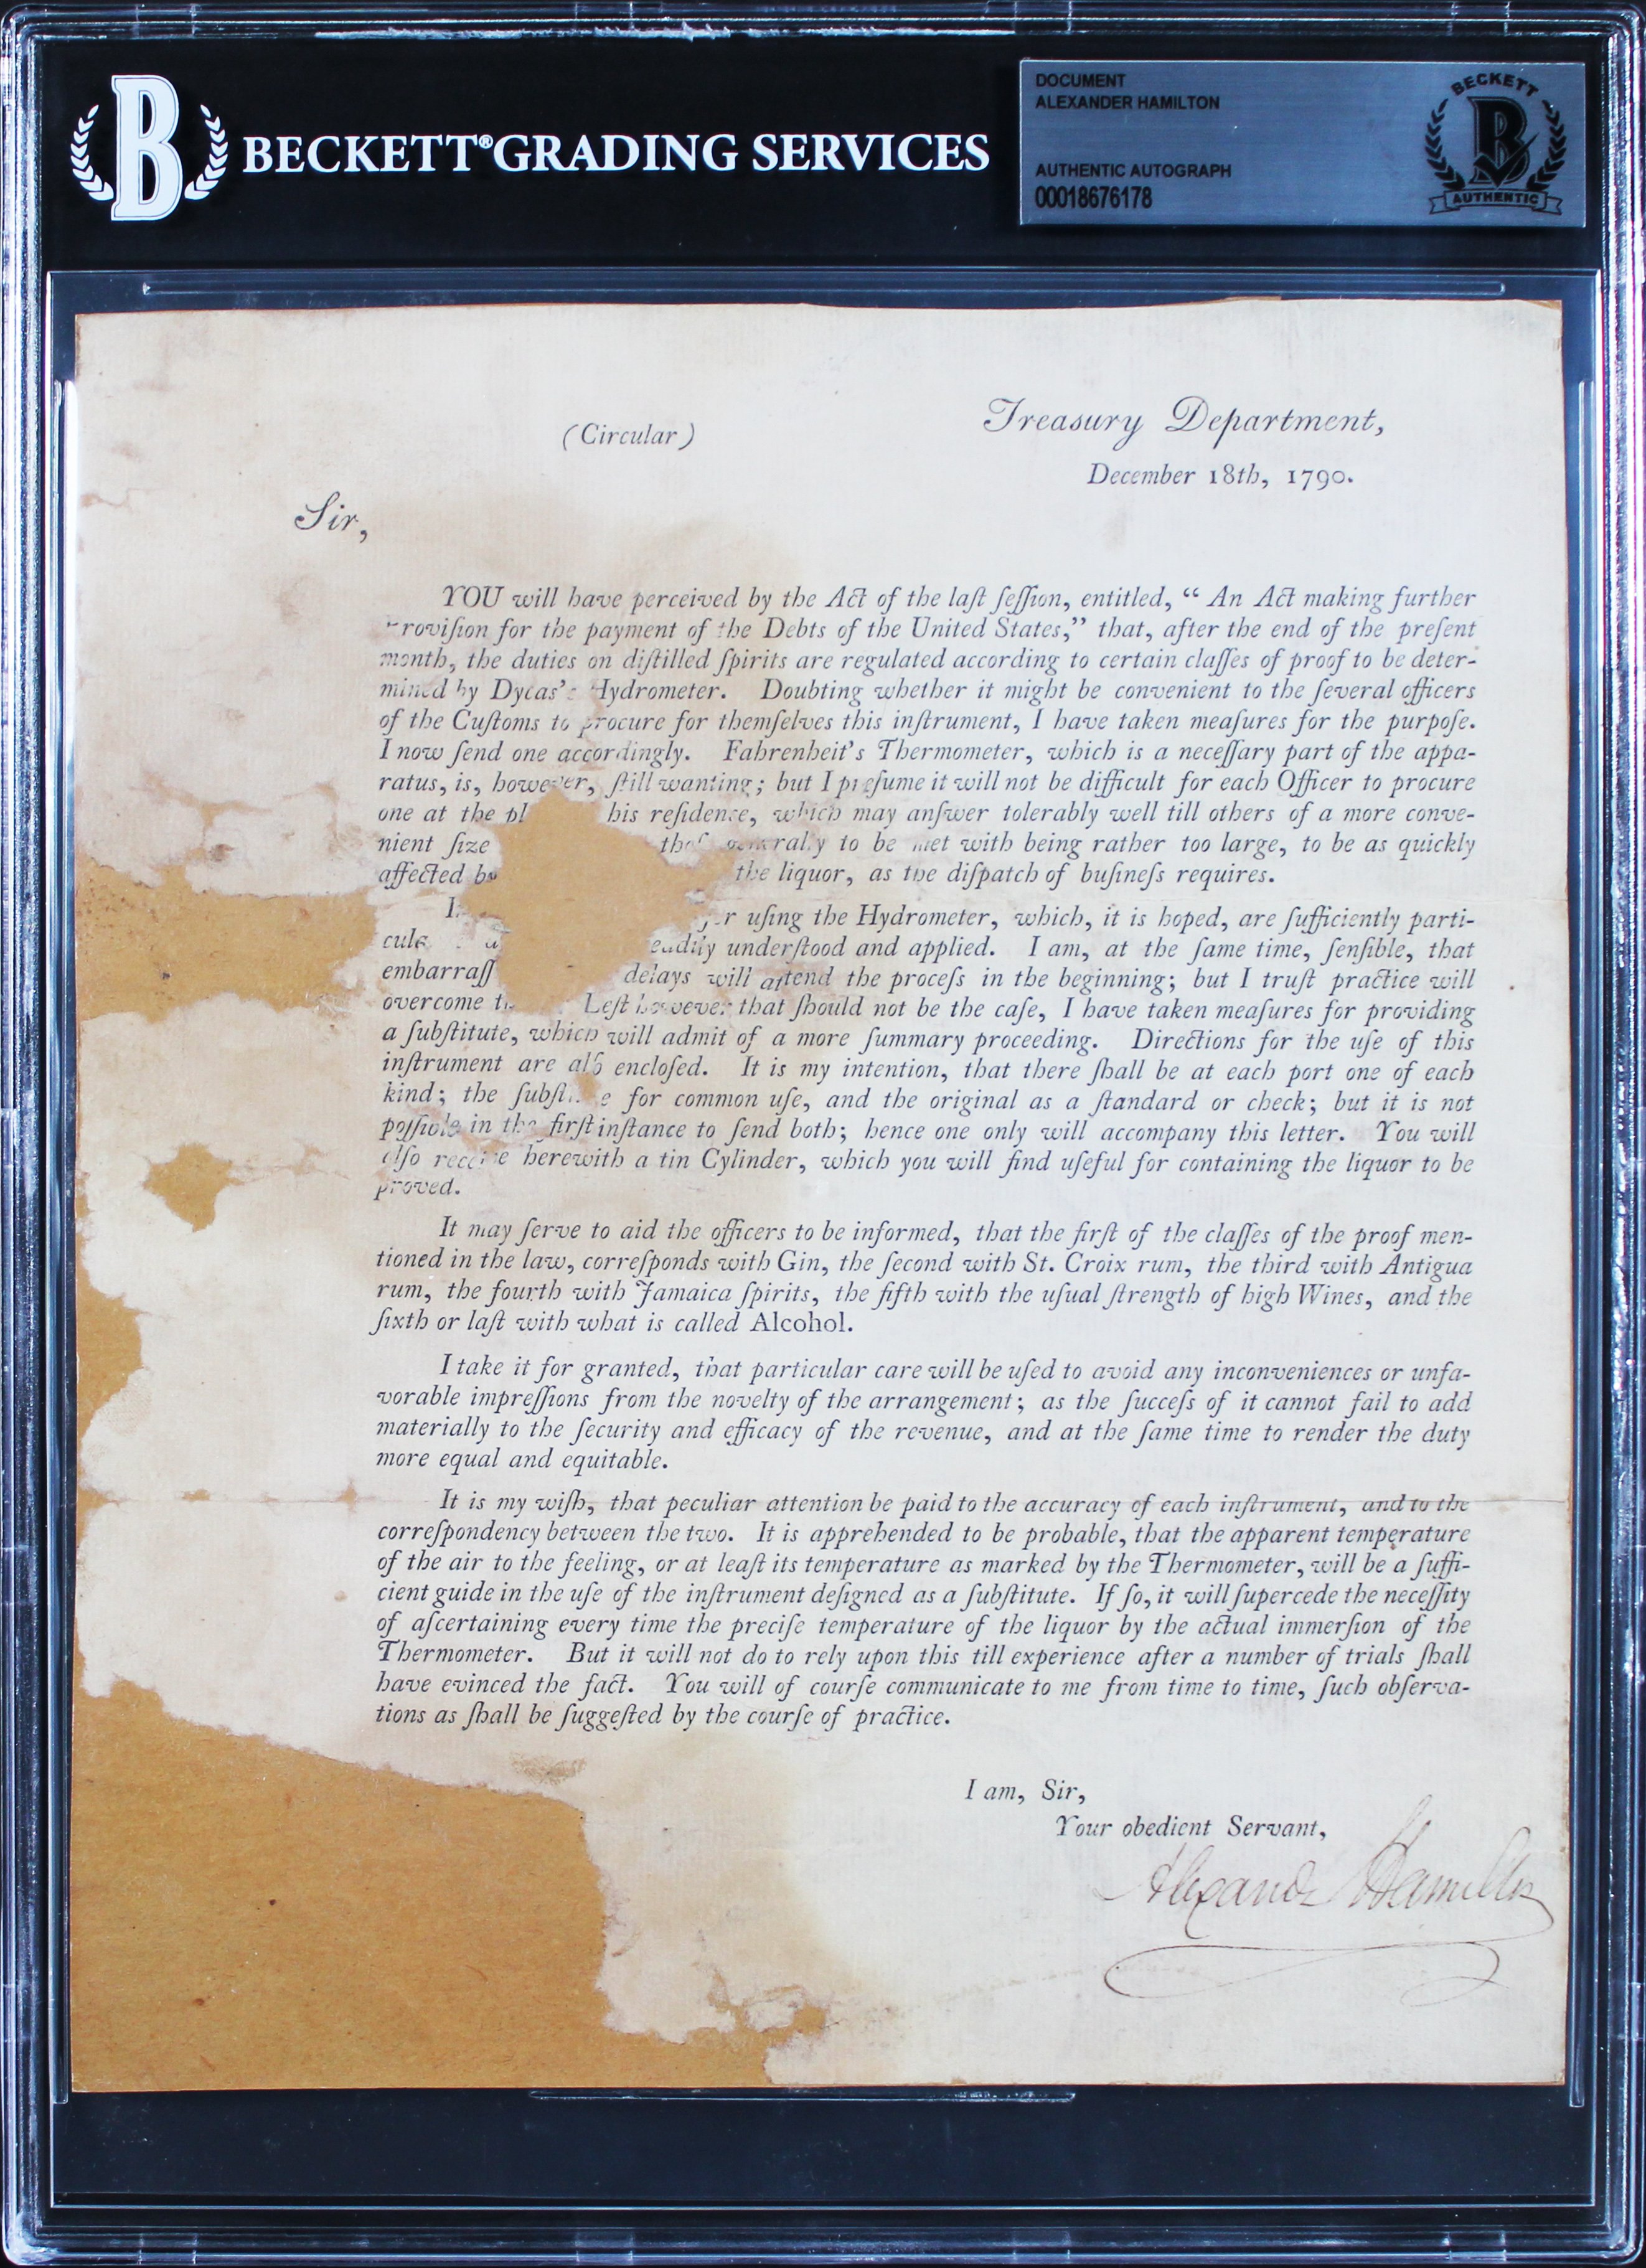 B
BECKETT®GRADING SERVICES
DOCUMENT
ALEXANDER HAMILTON
AUTHENTIC AUTOGRAPH
00018676178
BECKETT
B
AUTHENTIC
(Circular)
Treasury Department,
December 18th, 1790.
Sir,
YOU will have perceived by the Act of the laſt ſeſſion, entitled, “ An Act making further
roviſion for the payment of the Debts of the United States,” that, after the end of the preſent
month, the duties on diſtilled ſpirits are regulated according to certain claſſes of proof to be deter-
mined by Dycas's Hydrometer. Doubting whether it might be convenient to the ſeveral officers
of the Cuſtoms to procure for themſelves this inſtrument, I have taken meaſures for the purpoſe.
I now ſend one accordingly. Fahrenheit's Thermometer, which is a neceſſary part of the appa-
ratus, is, however, ſtill wanting; but I preſume it will not be difficult for each Officer to procure
one at the pl his reſidence, which may anſwer tolerably well till others of a more conve-
nient ſize generally to be met with being rather too large, to be as quickly
affected the liquor, as the diſpatch of buſineſs requires.
uſing the Hydrometer, which, it is hoped, are ſufficiently parti-
eadily underſtood and applied. I am, at the ſame time, ſenſible, that
embarraſſ delays will attend the proceſs in the beginning; but I truſt practice will
overcome Leſt however that ſhould not be the caſe, I have taken meaſures for providing
a ſubſtitute, which will admit of a more ſummary proceeding. Directions for the uſe of this
inſtrument are alſo encloſed. It is my intention, that there ſhall be at each port one of each
kind; the for common uſe, and the original as a ſtandard or check; but it is not
poſſible in the firſt inſtance to ſend both; hence one only will accompany this letter. You will
alſo receive herewith a tin Cylinder, which you will find uſeful for containing the liquor to be
proved.
It may ſerve to aid the officers to be informed, that the firſt of the claſſes of the proof men-
tioned in the law, correſponds with Gin, the ſecond with St. Croix rum, the third with Antigua
rum, the fourth with Jamaica ſpirits, the fifth with the uſual ſtrength of high Wines, and the
ſixth or laſt with what is called Alcohol.
I take it for granted, that particular care will be uſed to avoid any inconveniences or unfa-
vorable impreſſions from the novelty of the arrangement; as the ſucceſs of it cannot fail to add
materially to the ſecurity and efficacy of the revenue, and at the ſame time to render the duty
more equal and equitable.
It is my wiſh, that peculiar attention be paid to the accuracy of each inſtrument, and to the
correſpondency between the two. It is apprehended to be probable, that the apparent temperature
of the air to the feeling, or at leaſt its temperature as marked by the Thermometer, will be a ſuffi-
cient guide in the uſe of the inſtrument deſigned as a ſubſtitute. If ſo, it will ſupercede the neceſſity
of aſcertaining every time the preciſe temperature of the liquor by the actual immerſion of the
Thermometer. But it will not do to rely upon this till experience after a number of trials ſhall
have evinced the fact. You will of courſe communicate to me from time to time, ſuch obſerva-
tions as ſhall be ſuggeſted by the courſe of practice.
I am, Sir,
Your obedient Servant,
Alexander Hamilton